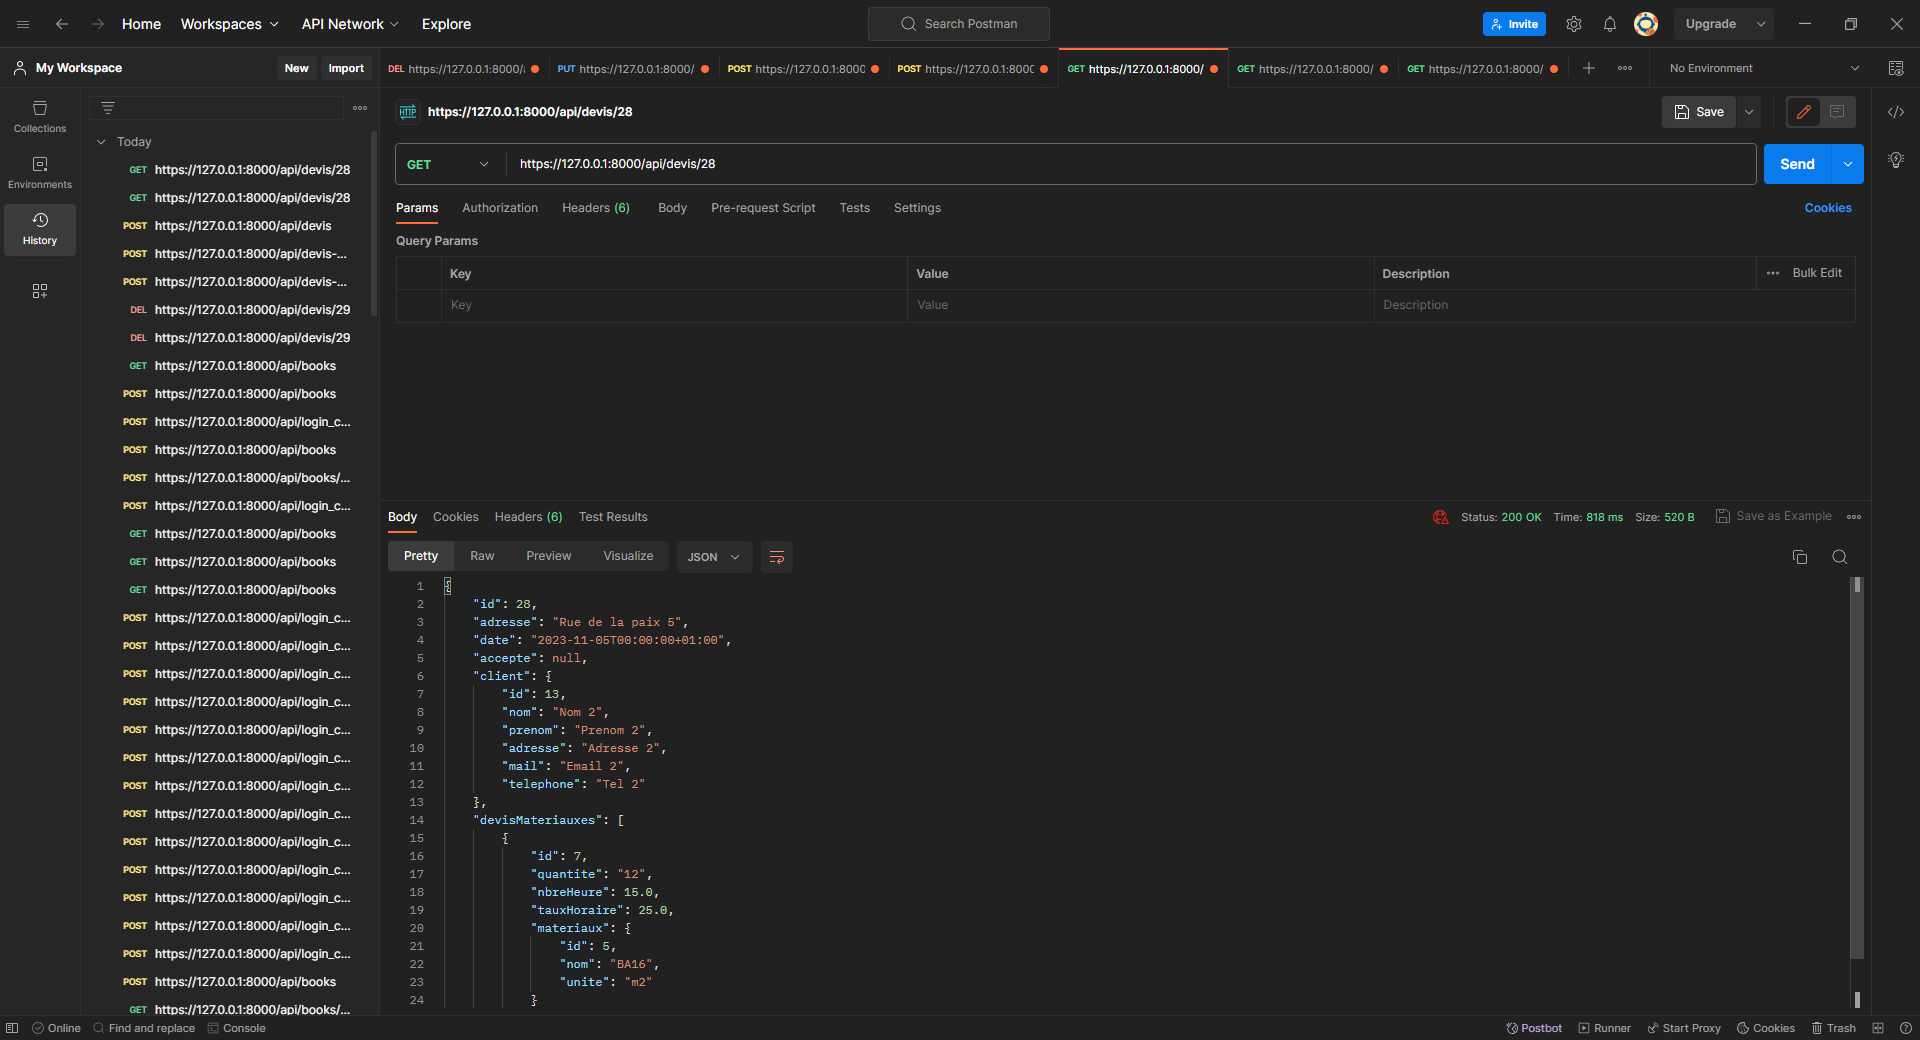 Home Workspaces API Network Explore Search Postman Invite Upgrade
My Workspace New Import
DEL https://127.0.0.1:8000/ PUT https://127.0.0.1:8000/ POST https://127.0.0.1:8000 POST https://127.0.0.1:8000 GET https://127.0.0.1:8000/ GET https://127.0.0.1:8000/ GET https://127.0.0.1:8000/ No Environment
Collections
Environments
History
Today
GET https://127.0.0.1:8000/api/devis/28
GET https://127.0.0.1:8000/api/devis/28
POST https://127.0.0.1:8000/api/devis
POST https://127.0.0.1:8000/api/devis-...
POST https://127.0.0.1:8000/api/devis-...
DEL https://127.0.0.1:8000/api/devis/29
DEL https://127.0.0.1:8000/api/devis/29
GET https://127.0.0.1:8000/api/books
POST https://127.0.0.1:8000/api/books
POST https://127.0.0.1:8000/api/login_c...
POST https://127.0.0.1:8000/api/books
POST https://127.0.0.1:8000/api/books/...
POST https://127.0.0.1:8000/api/login_c...
GET https://127.0.0.1:8000/api/books
GET https://127.0.0.1:8000/api/books
GET https://127.0.0.1:8000/api/books
POST https://127.0.0.1:8000/api/login_c...
POST https://127.0.0.1:8000/api/login_c...
POST https://127.0.0.1:8000/api/login_c...
POST https://127.0.0.1:8000/api/login_c...
POST https://127.0.0.1:8000/api/login_c...
POST https://127.0.0.1:8000/api/login_c...
POST https://127.0.0.1:8000/api/login_c...
POST https://127.0.0.1:8000/api/login_c...
POST https://127.0.0.1:8000/api/login_c...
POST https://127.0.0.1:8000/api/login_c...
POST https://127.0.0.1:8000/api/login_c...
POST https://127.0.0.1:8000/api/login_c...
POST https://127.0.0.1:8000/api/login_c...
POST https://127.0.0.1:8000/api/books
GET https://127.0.0.1:8000/api/books/...
HTTP https://127.0.0.1:8000/api/devis/28 Save
GET https://127.0.0.1:8000/api/devis/28 Send
Params Authorization Headers (6) Body Pre-request Script Tests Settings Cookies
Query Params
Key Value Description Bulk Edit
Key Value Description
Body Cookies Headers (6) Test Results Status: 200 OK Time: 818 ms Size: 520 B Save as Example
Pretty Raw Preview Visualize JSON
1 {
2 "id": 28,
3 "adresse": "Rue de la paix 5",
4 "date": "2023-11-05T00:00:00+01:00",
5 "accepte": null,
6 "client": {
7 "id": 13,
8 "nom": "Nom 2",
9 "prenom": "Prenom 2",
10 "adresse": "Adresse 2",
11 "mail": "Email 2",
12 "telephone": "Tel 2"
13 },
14 "devisMateriauxes": [
15 {
16 "id": 7,
17 "quantite": "12",
18 "nbreHeure": 15.0,
19 "tauxHoraire": 25.0,
20 "materiaux": {
21 "id": 5,
22 "nom": "BA16",
23 "unite": "m2"
24 }
Online Find and replace Console Postbot Runner Start Proxy Cookies Trash